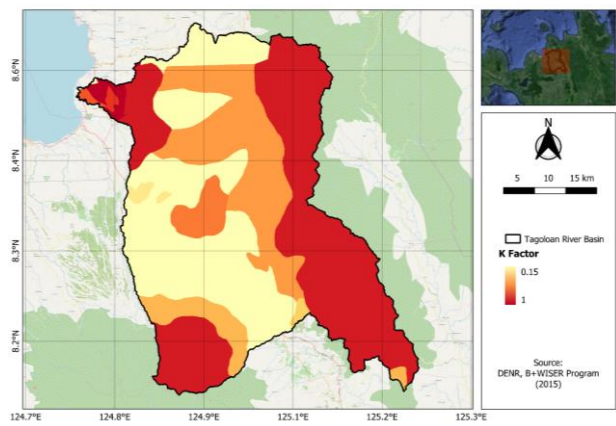 8.6°N
8.4°N
8.3°N
8.2°N
124.7°E 124.8°E 124.9°E 125.1°E 125.2°E 125.3°E
N
5 10 15 km
Tagoloan River Basin
K Factor
0.15
1
Source:
DENR, B+WISER Program
(2015)